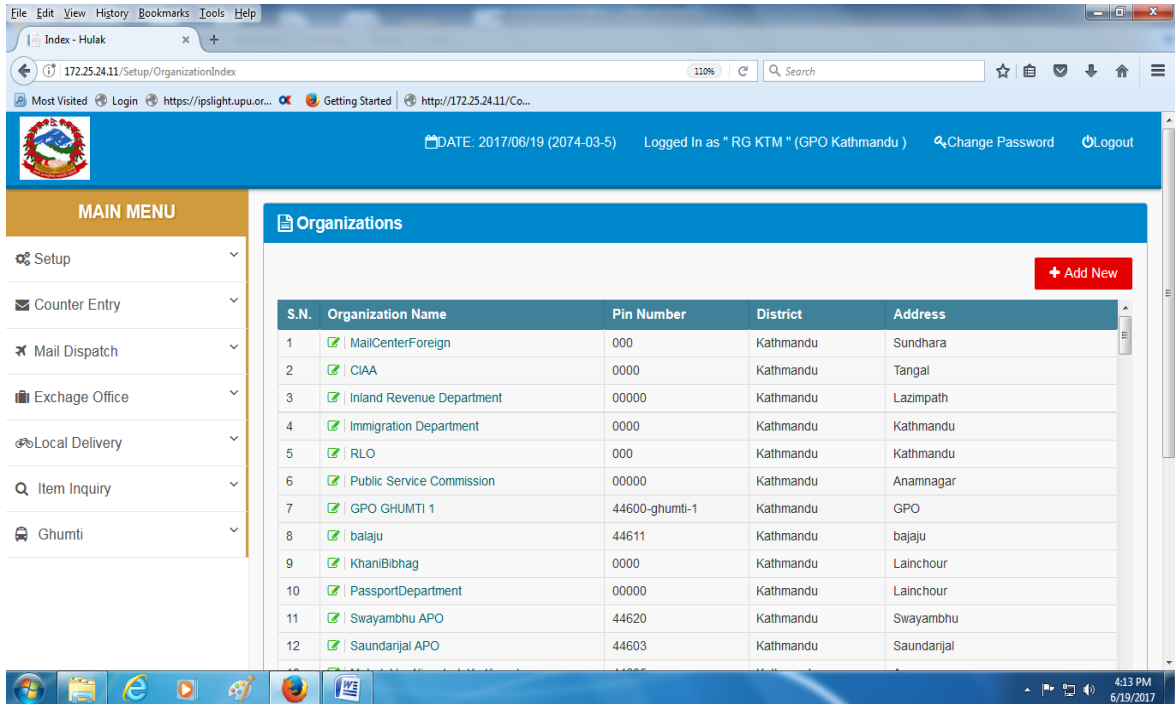 File Edit View History Bookmarks Tools Help
Index - Hulak × +
172.25.24.11/Setup/OrganizationIndex 110% Search
Most Visited Login https://ipslight.upu.or... Getting Started http://172.25.24.11/Co...
DATE: 2017/06/19 (2074-03-5) Logged In as " RG KTM " (GPO Kathmandu ) Change Password Logout
MAIN MENU
Setup
Counter Entry
Mail Dispatch
Exchage Office
Local Delivery
Item Inquiry
Ghumti
Organizations
+ Add New
S.N. Organization Name Pin Number District Address
1 MailCenterForeign 000 Kathmandu Sundhara
2 CIAA 0000 Kathmandu Tangal
3 Inland Revenue Department 00000 Kathmandu Lazimpath
4 Immigration Department 0000 Kathmandu Kathmandu
5 RLO 000 Kathmandu Kathmandu
6 Public Service Commission 00000 Kathmandu Anamnagar
7 GPO GHUMTI 1 44600-ghumti-1 Kathmandu GPO
8 balaju 44611 Kathmandu bajaju
9 KhaniBibhag 0000 Kathmandu Lainchour
10 PassportDepartment 00000 Kathmandu Lainchour
11 Swayambhu APO 44620 Kathmandu Swayambhu
12 Saundarijal APO 44603 Kathmandu Saundarijal
4:13 PM
6/19/2017